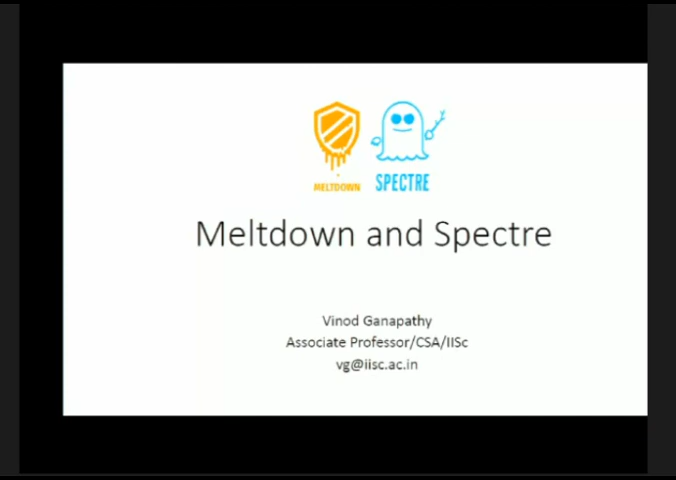 MELTDOWN
SPECTRE
Meltdown and Spectre
Vinod Ganapathy
Associate Professor/CSA/IISc
vg@iisc.ac.in